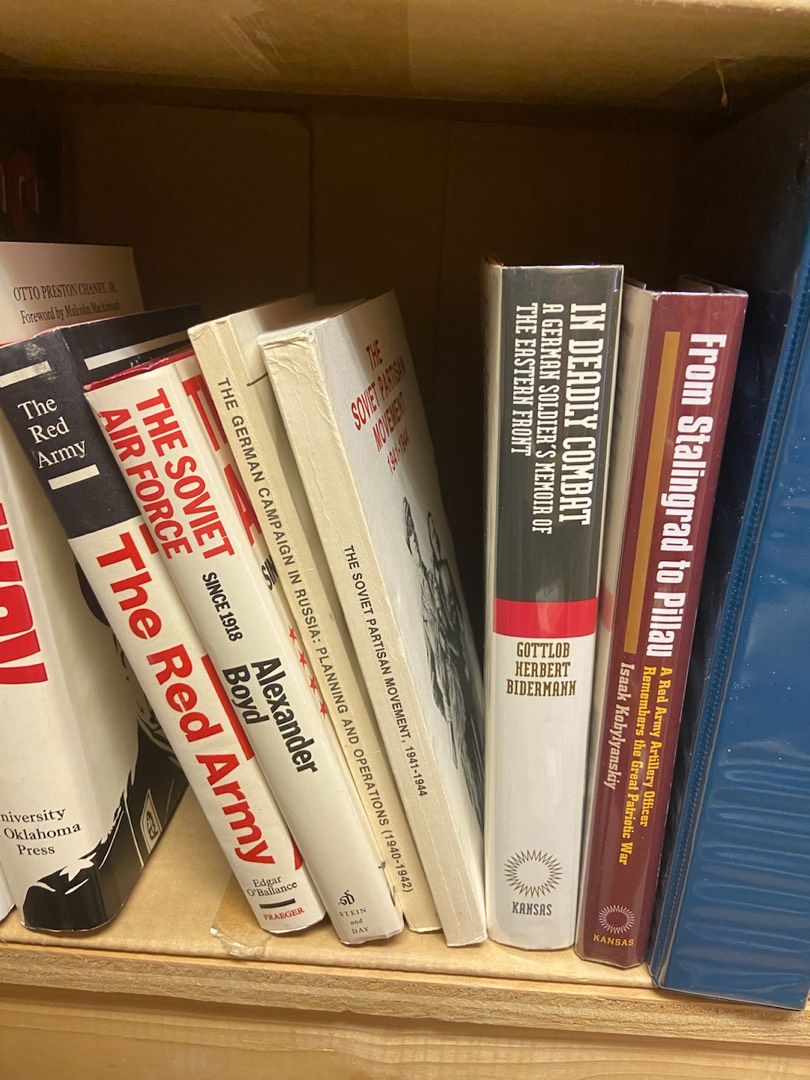 OTTO PRESTON CHANEY, JR.
Foreword by Malcolm Mackintosh
niversity
Oklahoma
Press
The
Red
Army
The Red Army
Edgar
O'Ballance
PRAEGER
THE SOVIET
AIR FORCE
SINCE 1918
Alexander
Boyd
STEIN
and
DAY
THE GERMAN CAMPAIGN IN RUSSIA: PLANNING AND OPERATIONS (1940-1942)
THE SOVIET PARTISAN MOVEMENT, 1941-1944
THE
SOVIET PARTISAN
MOVEMENT
1941-1944
IN DEADLY COMBAT
A GERMAN SOLDIER'S MEMOIR OF
THE EASTERN FRONT
GOTTLOB
HERBERT
BIDERMANN
KANSAS
From Stalingrad to Pillau
A Red Army Artillery Officer
Remembers the Great Patriotic War
Isaak Kobylyanskiy
KANSAS